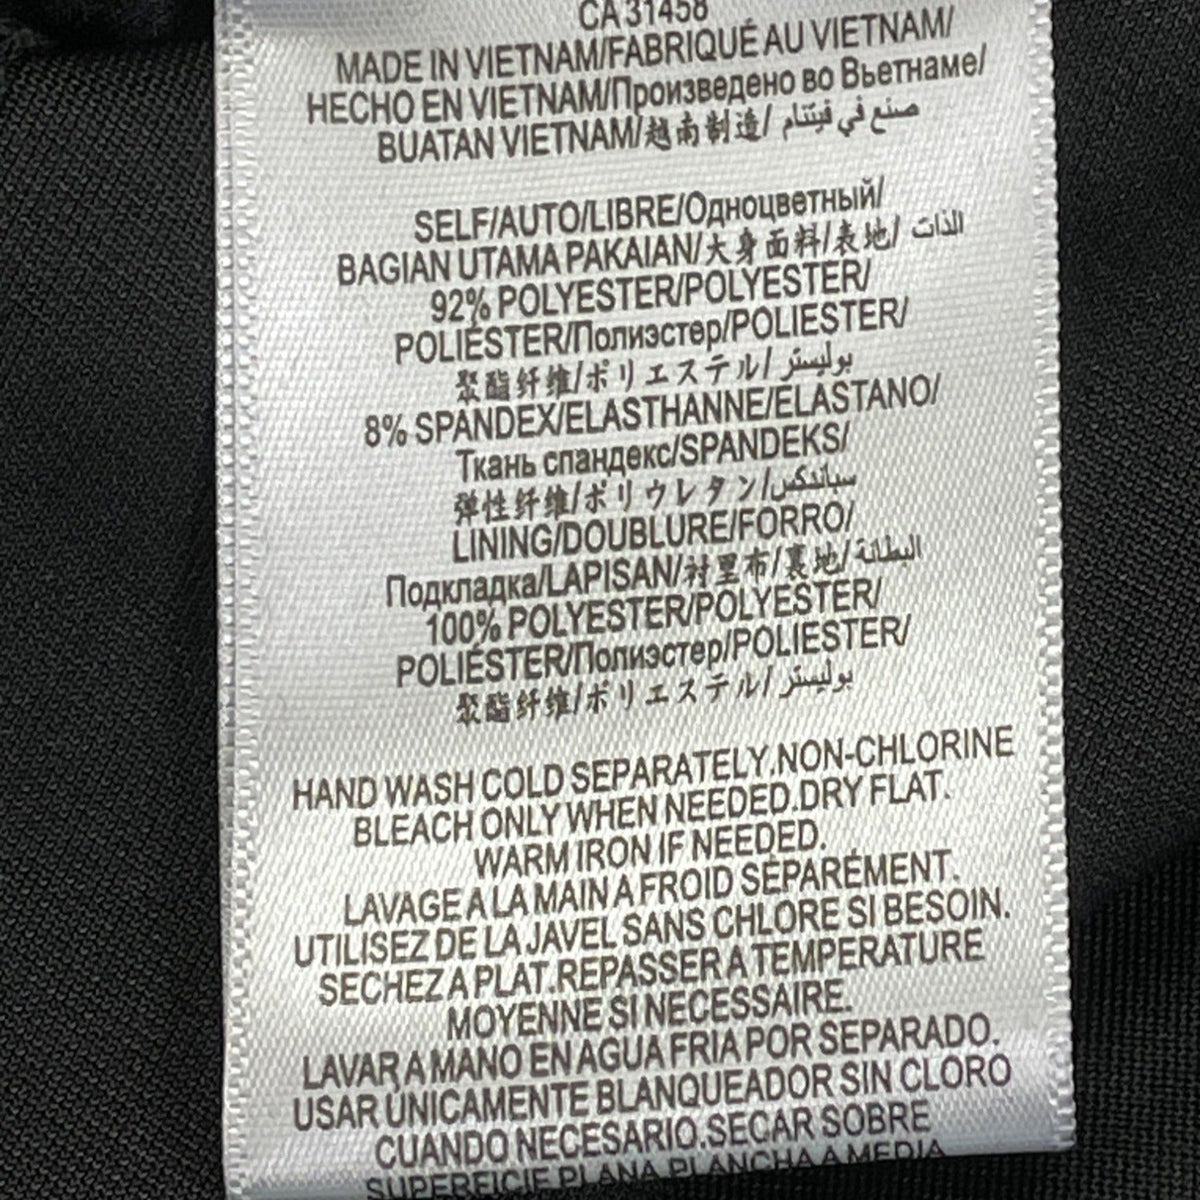 CA 31458
MADE IN VIETNAM/FABRIQUÉ AU VIETNAM/
HECHO EN VIETNAM/Произведено во Вьетнаме/
BUATAN VIETNAM/越南制造/ صنع في فيتنام
SELF/AUTO/LIBRE/Одноцветный/
BAGIAN UTAMA PAKAIAN/大身面料/表地/ الذات
92% POLYESTER/POLYESTER/
POLIÉSTER/Полиэстер/POLIESTER/
聚酯纤维/ポリエステル/ بوليستر
8% SPANDEX/ELASTHANNE/ELASTANO/
Ткань спандекс/SPANDEKS/
弹性纤维/ポリウレタン/سباندكس
LINING/DOUBLURE/FORRO/
Подкладка/LAPISAN/衬里布/裏地/البطانة
100% POLYESTER/POLYESTER/
POLIÉSTER/Полиэстер/POLIESTER/
聚酯纤维/ポリエステル/ بوليستر
HAND WASH COLD SEPARATELY.NON-CHLORINE
BLEACH ONLY WHEN NEEDED.DRY FLAT.
WARM IRON IF NEEDED.
LAVAGE A LA MAIN A FROID SÉPARÉMENT.
UTILISEZ DE LA JAVEL SANS CHLORE SI BESOIN.
SECHEZ A PLAT.REPASSER A TEMPERATURE
MOYENNE SI NECESSAIRE.
LAVAR A MANO EN AGUA FRIA POR SEPARADO.
USAR ÚNICAMENTE BLANQUEADOR SIN CLORO
CUANDO NECESARIO.SECAR SOBRE
SUPERFICIE PLANA.PLANCHA A MEDIA